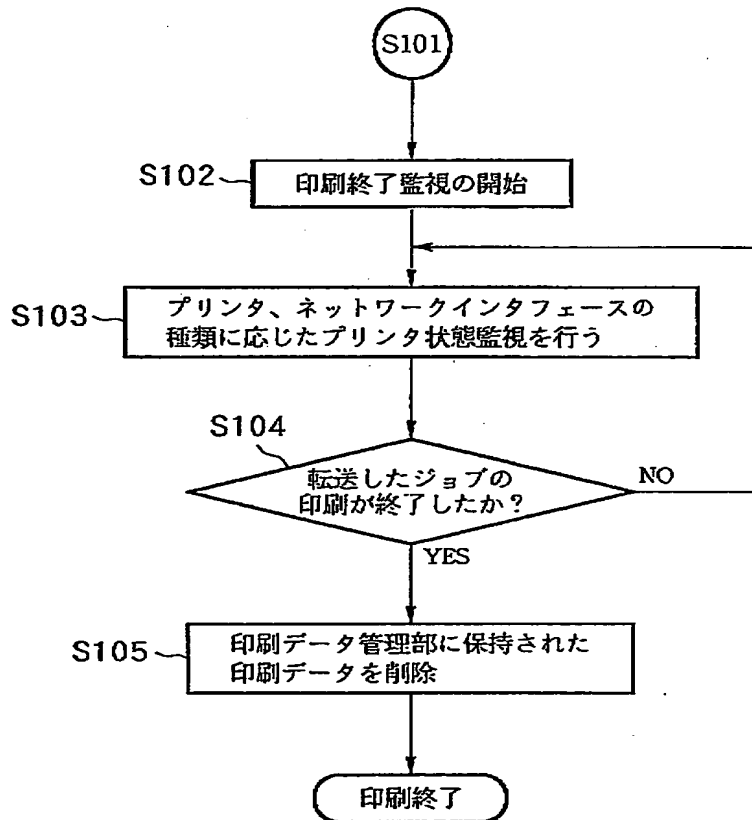 S101
S102
印刷終了監視の開始
S103
プリンタ、ネットワークインタフェースの
種類に応じたプリンタ状態監視を行う
S104
転送したジョブの
印刷が終了したか？
NO
YES
S105
印刷データ管理部に保持された
印刷データを削除
印刷終了